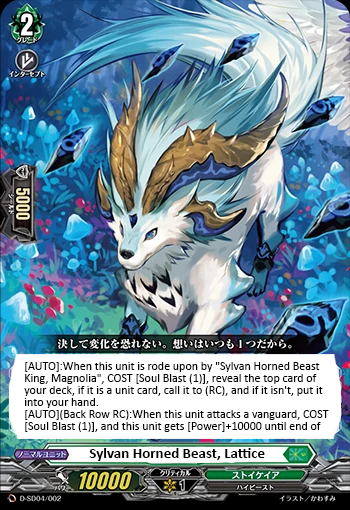 2
グレード
インターセプト
5000
シールド
決して変化を恐れない。想いはいつも1つだから。
[AUTO]:When this unit is rode upon by "Sylvan Horned Beast
King, Magnolia", COST [Soul Blast (1)], reveal the top card of
your deck, if it is a unit card, call it to (RC), and if it isn't, put it
into your hand.
[AUTO](Back Row RC):When this unit attacks a vanguard, COST
[Soul Blast (1)], and this unit gets [Power]+10000 until end of
ノーマルユニット
Sylvan Horned Beast, Lattice
パワー
10000
クリティカル
1
ストイケイア
ハイビースト
D-SD04/002
イラスト/かわすみ